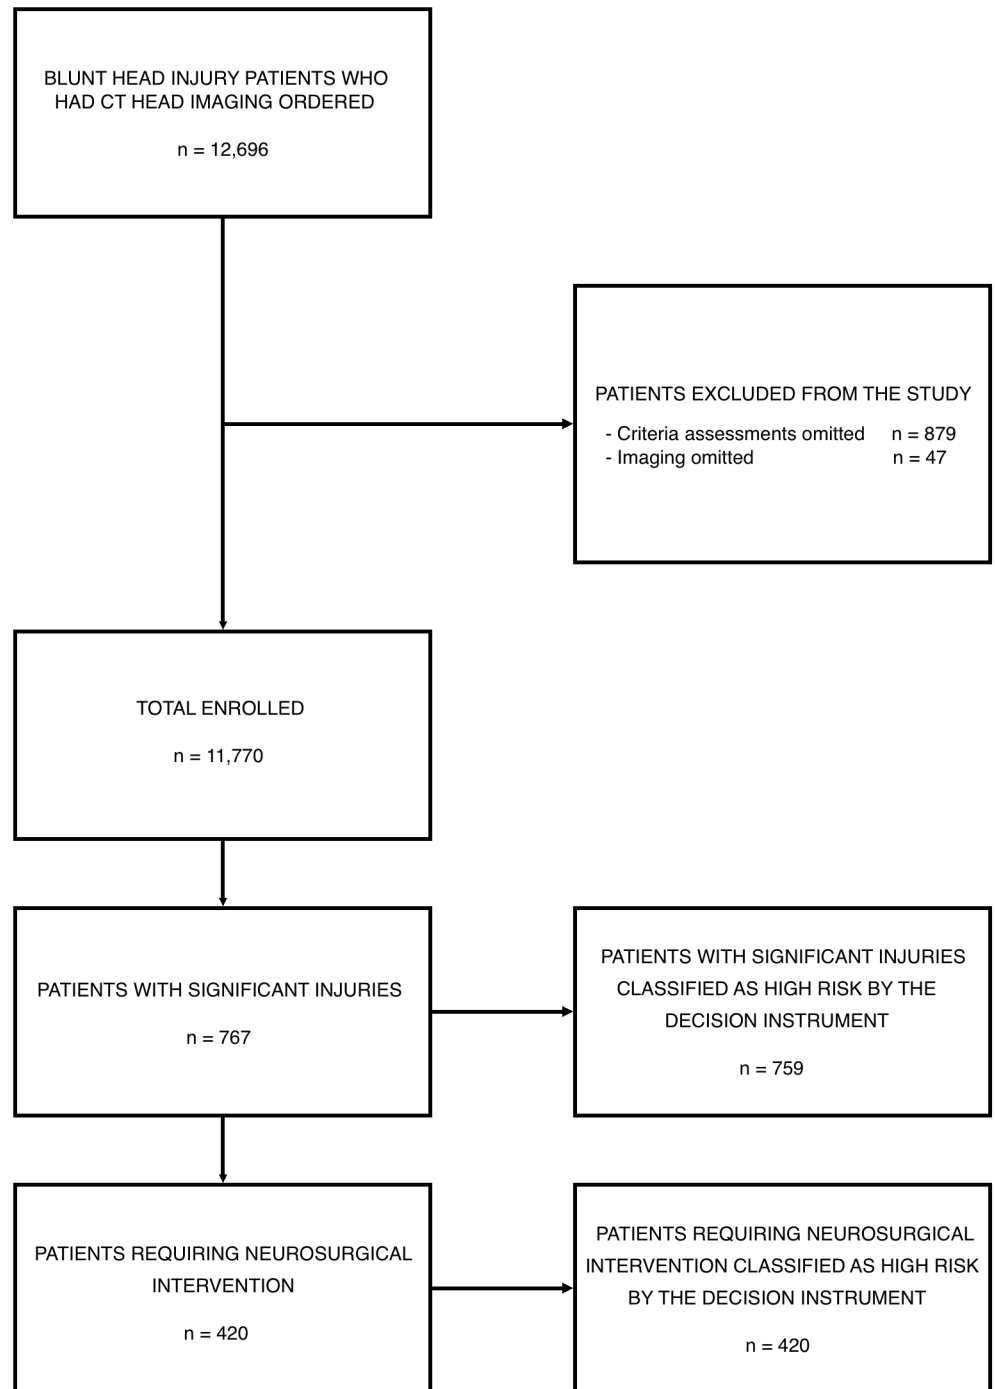 BLUNT HEAD INJURY PATIENTS WHO
HAD CT HEAD IMAGING ORDERED
n = 12,696
PATIENTS EXCLUDED FROM THE STUDY
- Criteria assessments omitted n = 879
- Imaging omitted n = 47
TOTAL ENROLLED
n = 11,770
PATIENTS WITH SIGNIFICANT INJURIES
n = 767
PATIENTS WITH SIGNIFICANT INJURIES
CLASSIFIED AS HIGH RISK BY THE
DECISION INSTRUMENT
n = 759
PATIENTS REQUIRING NEUROSURGICAL
INTERVENTION
n = 420
PATIENTS REQUIRING NEUROSURGICAL
INTERVENTION CLASSIFIED AS HIGH RISK
BY THE DECISION INSTRUMENT
n = 420